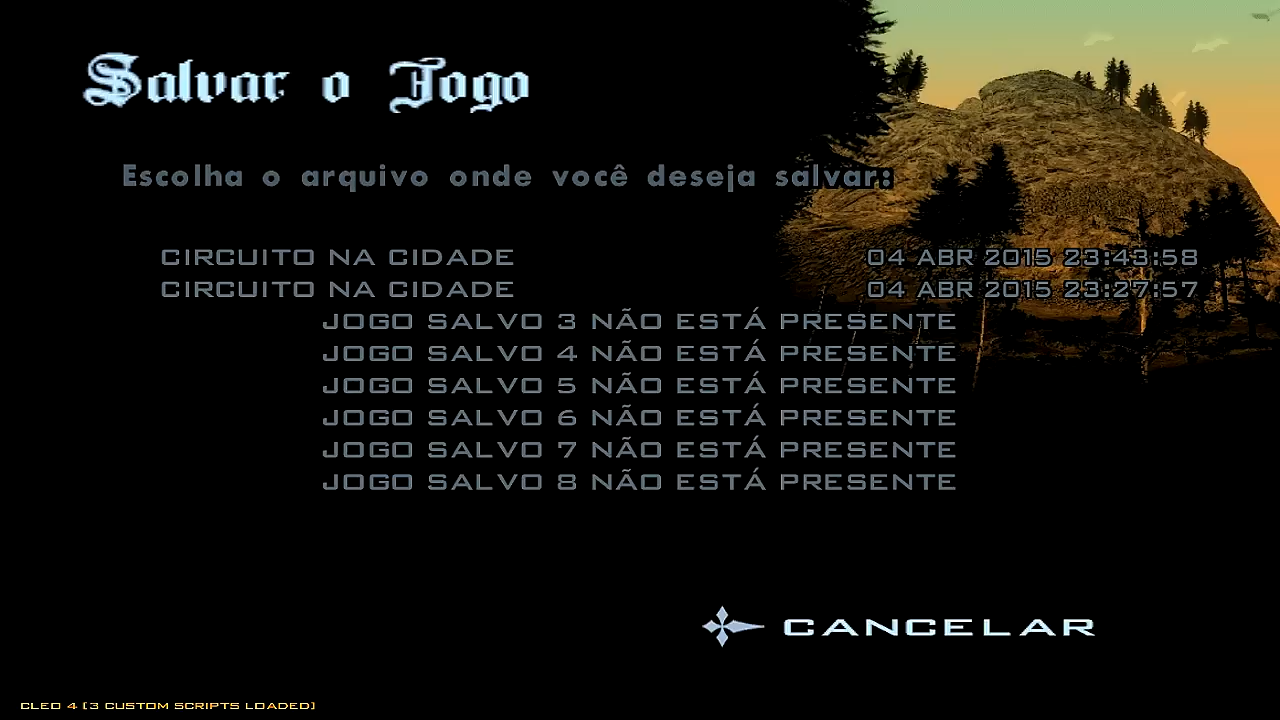 Salvar o Jogo
Escolha o arquivo onde você deseja salvar:
CIRCUITO NA CIDADE 04 ABR 2015 23:43:58
CIRCUITO NA CIDADE 04 ABR 2015 23:27:57
JOGO SALVO 3 NÃO ESTÁ PRESENTE
JOGO SALVO 4 NÃO ESTÁ PRESENTE
JOGO SALVO 5 NÃO ESTÁ PRESENTE
JOGO SALVO 6 NÃO ESTÁ PRESENTE
JOGO SALVO 7 NÃO ESTÁ PRESENTE
JOGO SALVO 8 NÃO ESTÁ PRESENTE
CANCELAR
CLEO 4 (3 CUSTOM SCRIPTS LOADED)